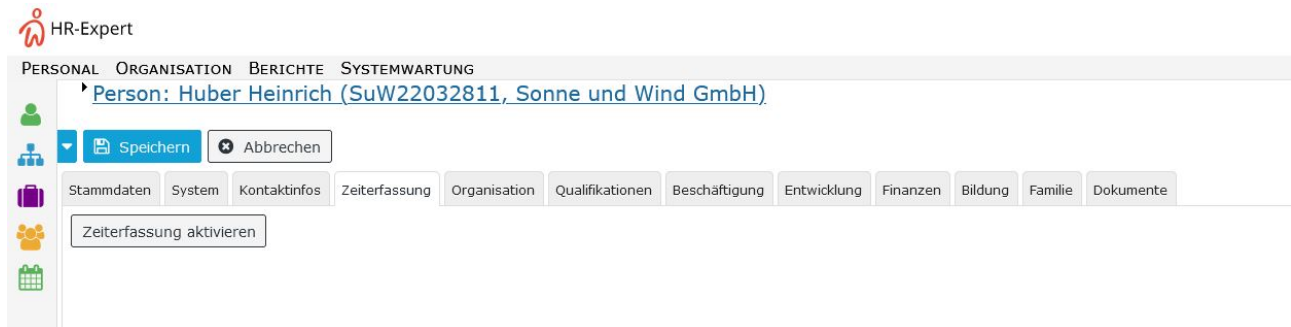 HR-Expert
PERSONAL ORGANISATION BERICHTE SYSTEMWARTUNG
Person: Huber Heinrich (SuW22032811, Sonne und Wind GmbH)
Speichern Abbrechen
Stammdaten System Kontaktinfos Zeiterfassung Organisation Qualifikationen Beschäftigung Entwicklung Finanzen Bildung Familie Dokumente
Zeiterfassung aktivieren